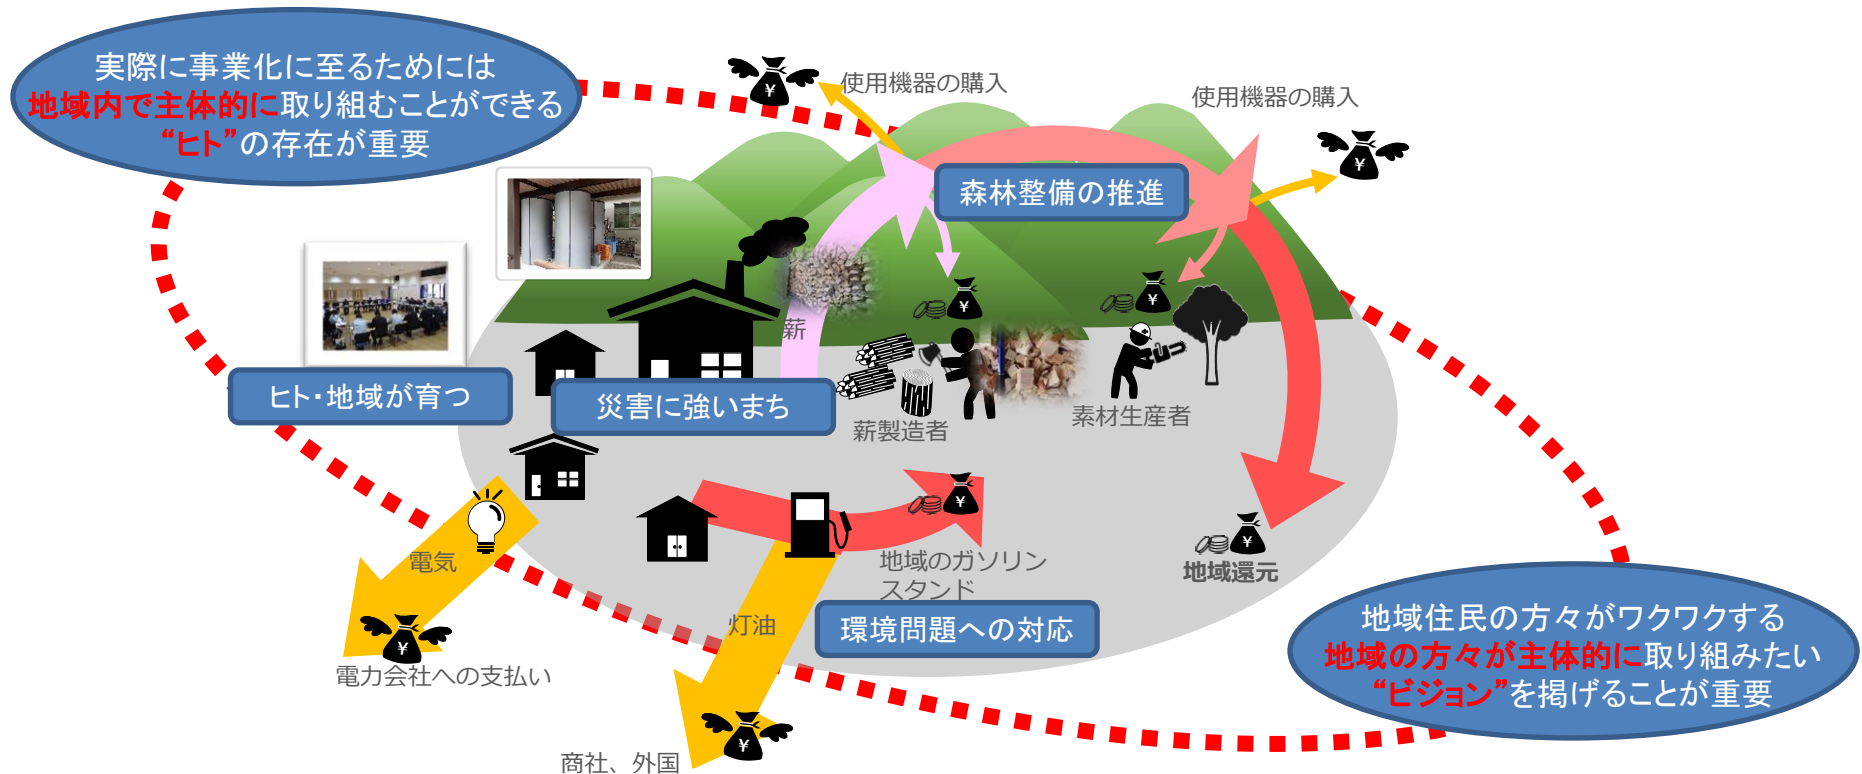 実際に事業化に至るためには
地域内で主体的に取り組むことができる
“ヒト”の存在が重要
使用機器の購入
使用機器の購入
¥
¥
森林整備の推進
薪
¥
¥
ヒト・地域が育つ
災害に強いまち
薪製造者
素材生産者
¥
電気
地域のガソリン
スタンド
¥
地域還元
灯油
環境問題への対応
¥
電力会社への支払い
¥
商社、外国
地域住民の方々がワクワクする
地域の方々が主体的に取り組みたい
“ビジョン”を掲げることが重要